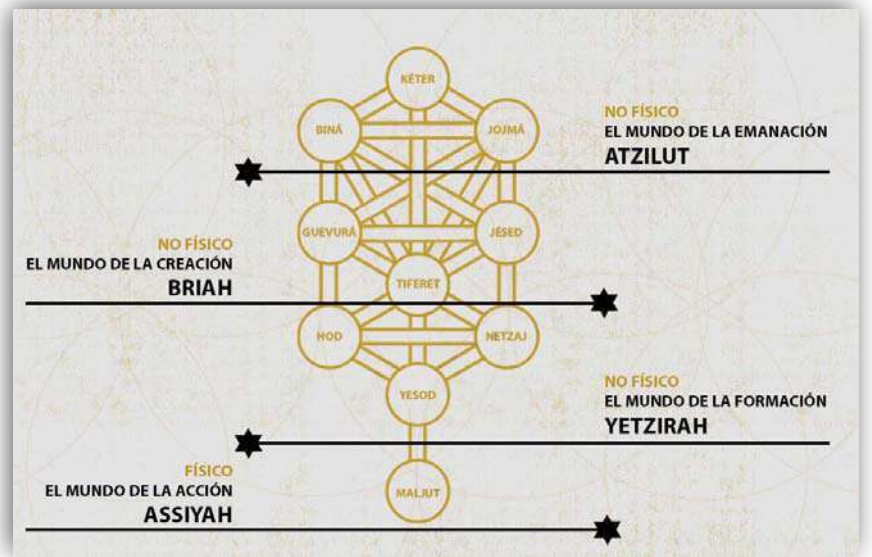 KÉTER
BINÁ
JOJMÁ
NO FÍSICO
EL MUNDO DE LA EMANACIÓN
ATZILUT
GUEVURÁ
JÉSED
NO FÍSICO
EL MUNDO DE LA CREACIÓN
BRIAH
TIFERET
HOD
NETZAJ
YESOD
NO FÍSICO
EL MUNDO DE LA FORMACIÓN
YETZIRAH
FÍSICO
EL MUNDO DE LA ACCIÓN
ASSIYAH
MALJUT